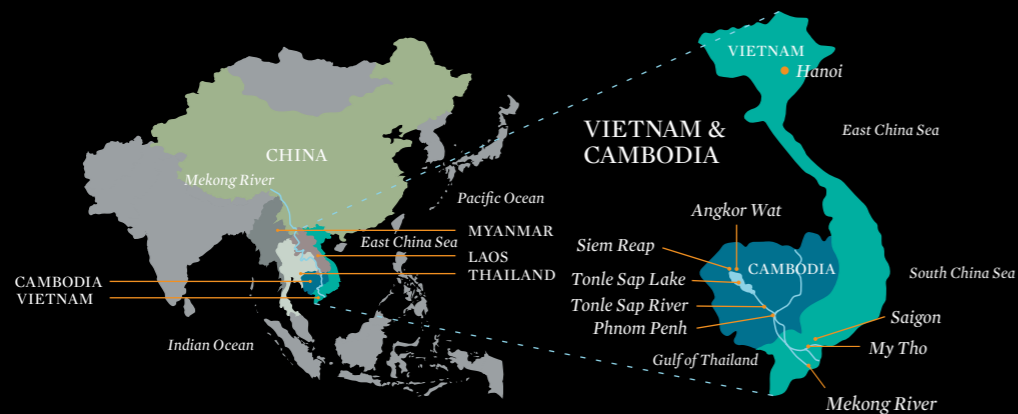 CHINA
Mekong River
Pacific Ocean
MYANMAR
East China Sea
LAOS
THAILAND
CAMBODIA
VIETNAM
Indian Ocean
VIETNAM
Hanoi
VIETNAM &
CAMBODIA
East China Sea
Angkor Wat
Siem Reap
CAMBODIA
South China Sea
Tonle Sap Lake
Tonle Sap River
Phnom Penh
Saigon
My Tho
Gulf of Thailand
Mekong River